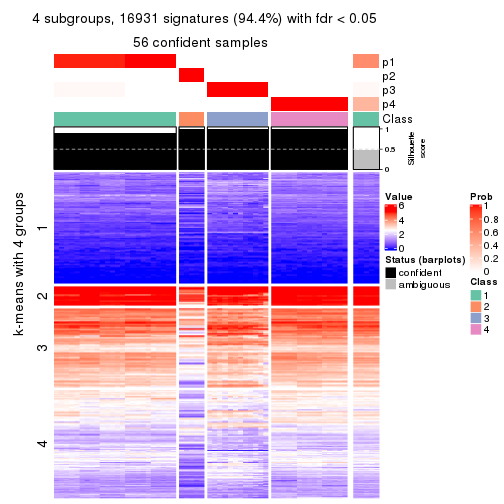 4 subgroups, 16931 signatures (94.4%) with fdr < 0.05
56 confident samples
p1
p2
p3
p4
Class
1
0.5
0
Silhouette
score
k-means with 4 groups
1
2
3
4
Value
6
4
2
0
Status (barplots)
confident
ambiguous
Prob
1
0.8
0.6
0.4
0.2
0
Class
1
2
3
4